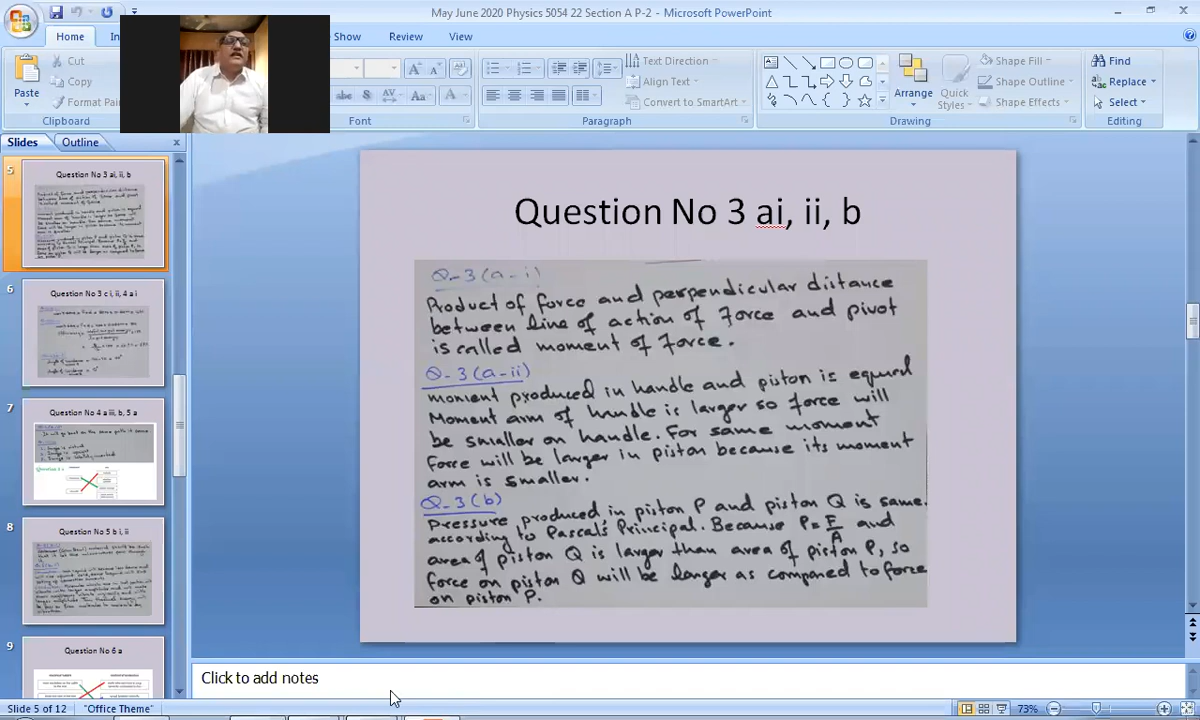 May June 2020 Physics 5054 22 Section A P-2 - Microsoft PowerPoint
Home
In
Show
Review
View
Paste
Cut
Copy
Format Pain
Clipboard
Font
Text Direction
Align Text
Convert to SmartArt
Paragraph
Arrange
Quick
Styles
Shape Fill
Shape Outline
Shape Effects
Drawing
Find
Replace
Select
Editing
Slides
Outline
5
Question No 3 ai, ii, b
6
Question No 3 c i, ii, 4 a i
7
Question No 4 a iii, b, 5 a
8
Question No 5 b i, ii
9
Question No 6 a
Question No 3 ai, ii, b
Q-3(a-i)
Product of force and perpendicular distance
between line of action of force and pivot
is called moment of force.
Q-3(a-ii)
moment produced in handle and piston is equal
Moment arm of handle is larger so force will
be smaller on handle. For same moment
force will be larger in piston because its moment
arm is smaller.
Q-3(b)
Pressure produced in piston P and piston Q is same.
according to Pascal's Principal. Because P=F/A and
area of piston Q is larger than area of piston P, so
force on piston Q will be larger as compared to force
on piston P.
Click to add notes
Slide 5 of 12
"Office Theme"
73%